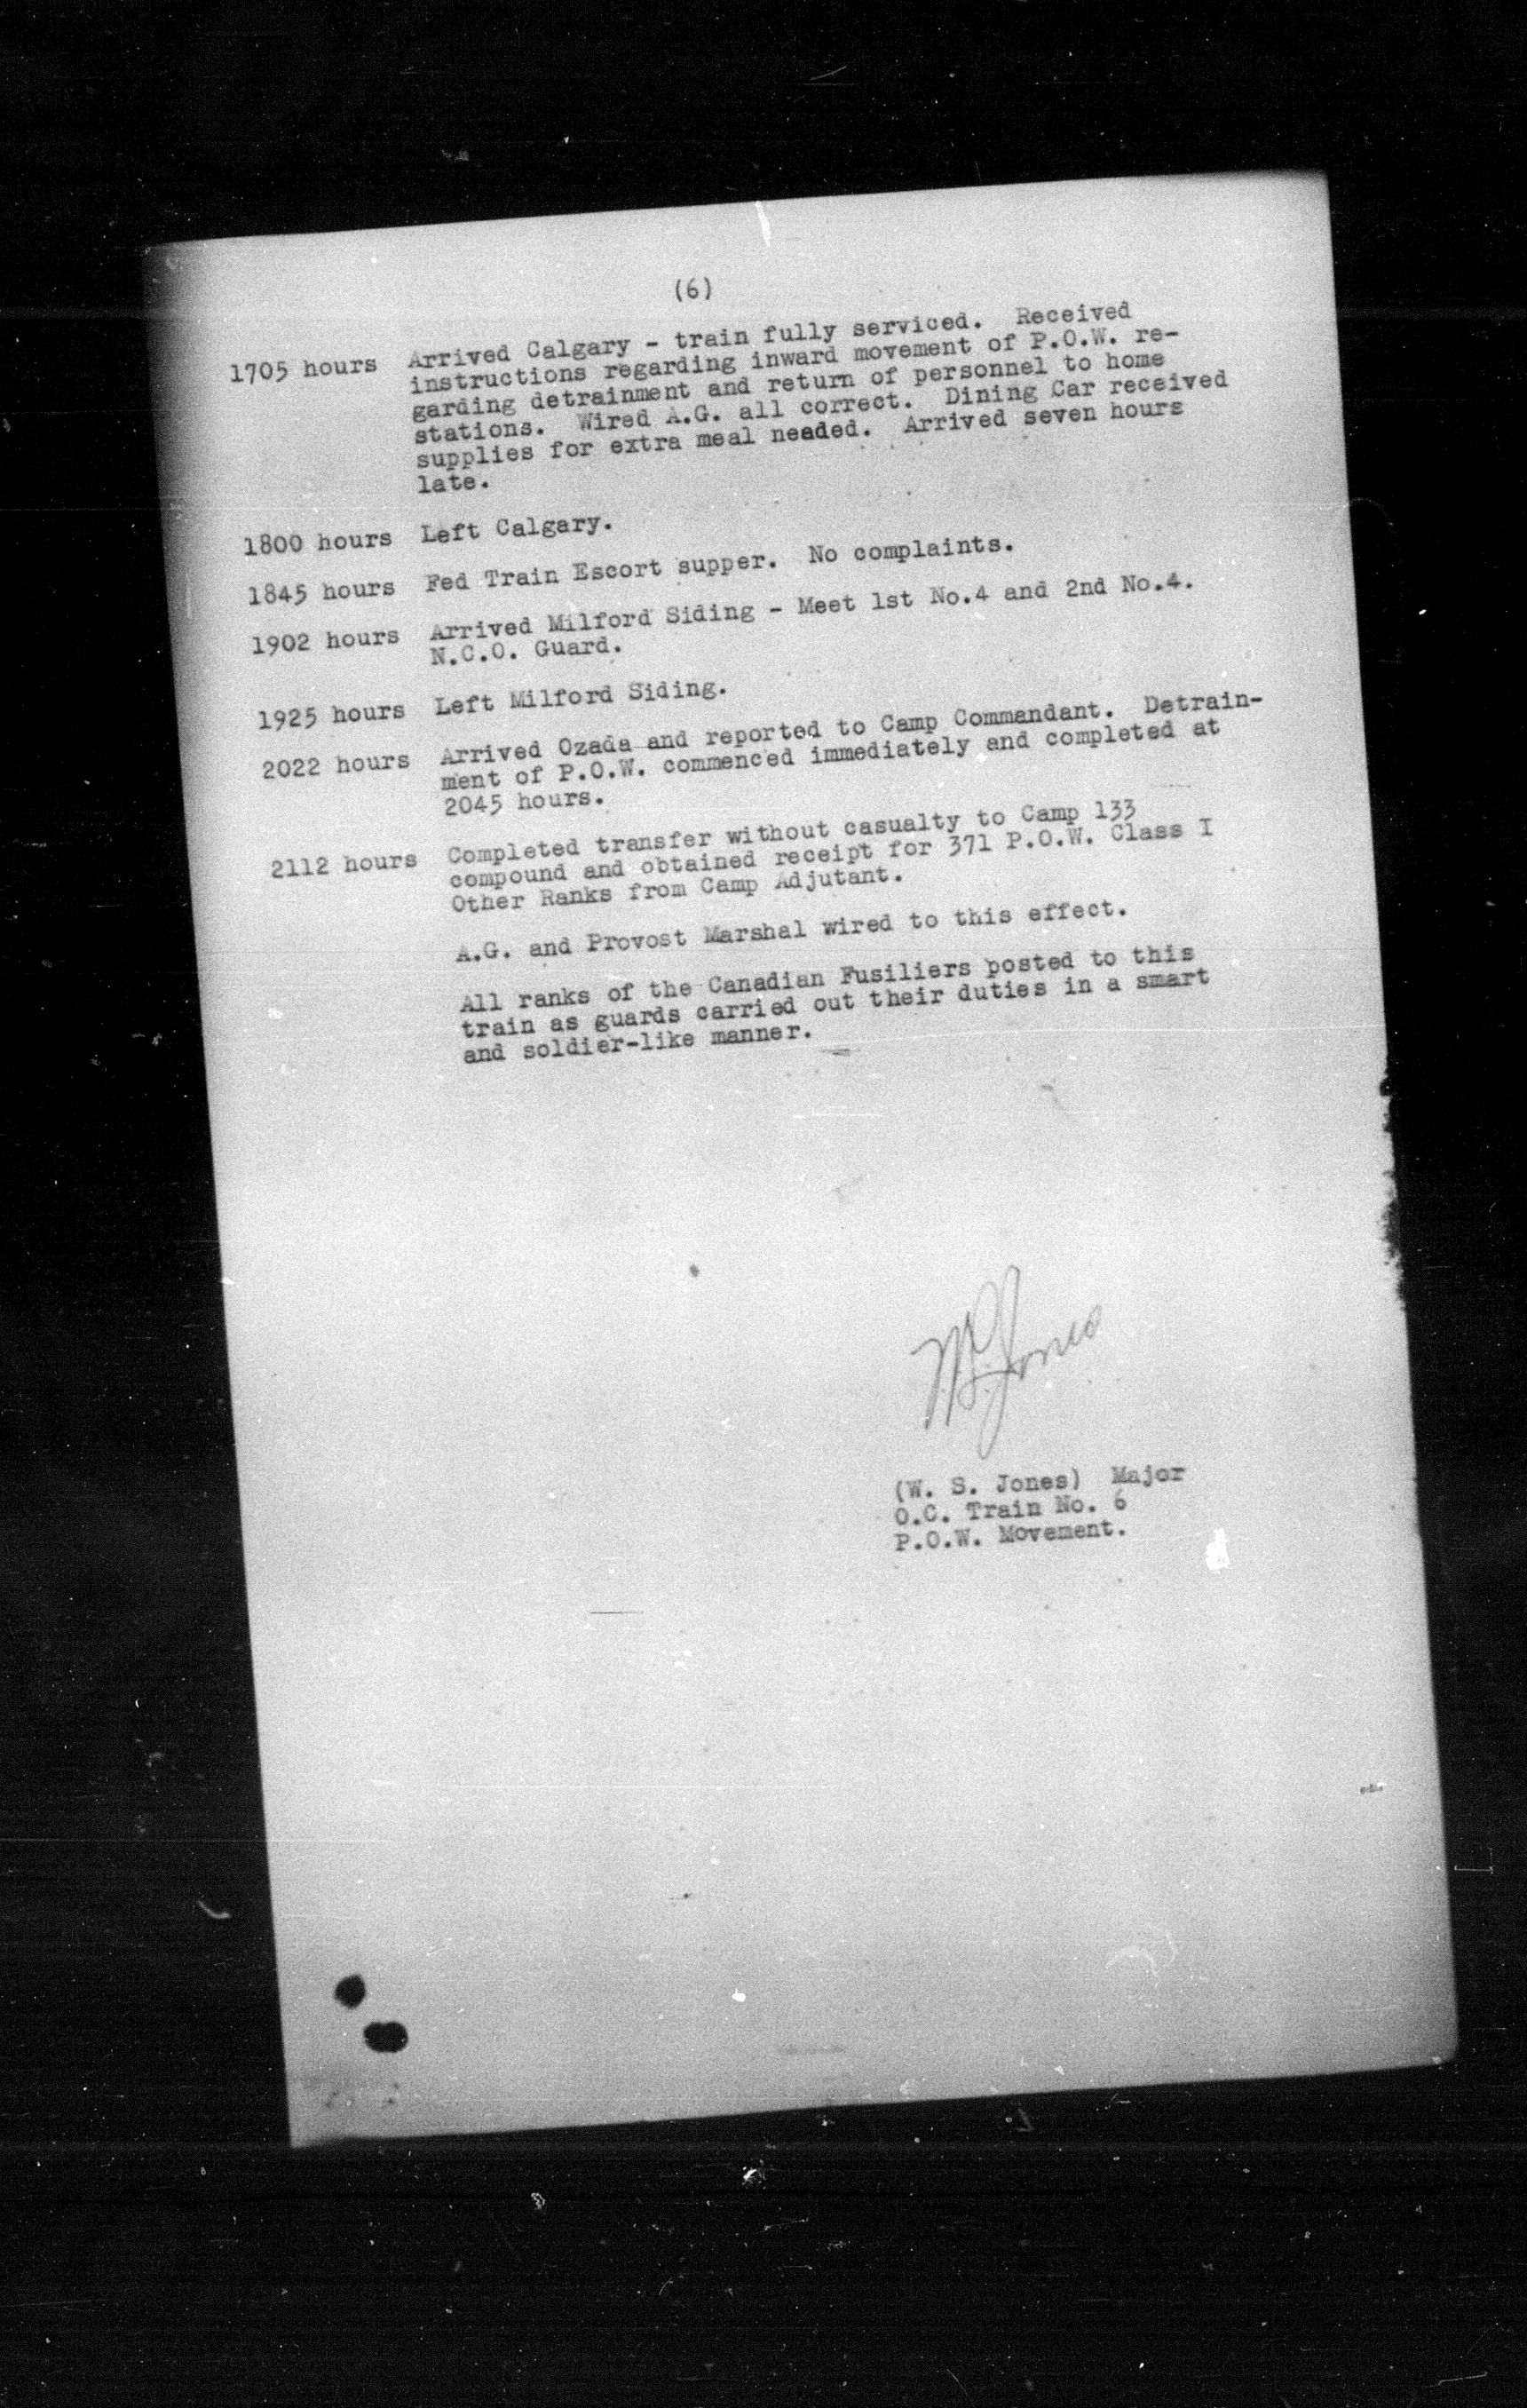 (6)
1705 hours Arrived Calgary - train fully serviced. Received
instructions regarding inward movement of P.O.W. re-
garding detrainment and return of personnel to home
stations. Wired A.G. all correct. Dining Car received
supplies for extra meal needed. Arrived seven hours
late.
1800 hours Left Calgary.
1845 hours Fed Train Escort supper. No complaints.
1902 hours Arrived Milford Siding - Meet 1st No.4 and 2nd No.4.
N.C.O. Guard.
1925 hours Left Milford Siding.
2022 hours Arrived Ozada and reported to Camp Commandant. Detrain-
ment of P.O.W. commenced immediately and completed at
2045 hours.
2112 hours Completed transfer without casualty to Camp 133
compound and obtained receipt for 371 P.O.W. Class I
Other Ranks from Camp Adjutant.
A.G. and Provost Marshal wired to this effect.
All ranks of the Canadian Fusiliers posted to this
train as guards carried out their duties in a smart
and soldier-like manner.
W.S. Jones
(W. S. Jones) Major
O.C. Train No. 6
P.O.W. Movement.